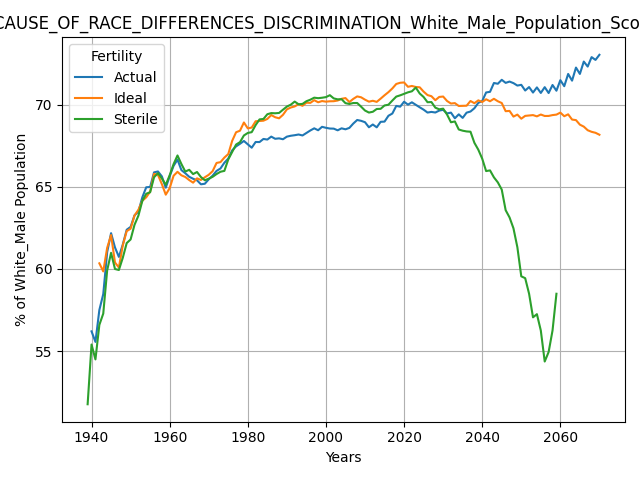 CAUSE_OF_RACE_DIFFERENCES_DISCRIMINATION_White_Male_Population_Sco
Fertility
Actual
Ideal
Sterile
% of White_Male Population
70
65
60
55
1940 1960 1980 2000 2020 2040 2060
Years